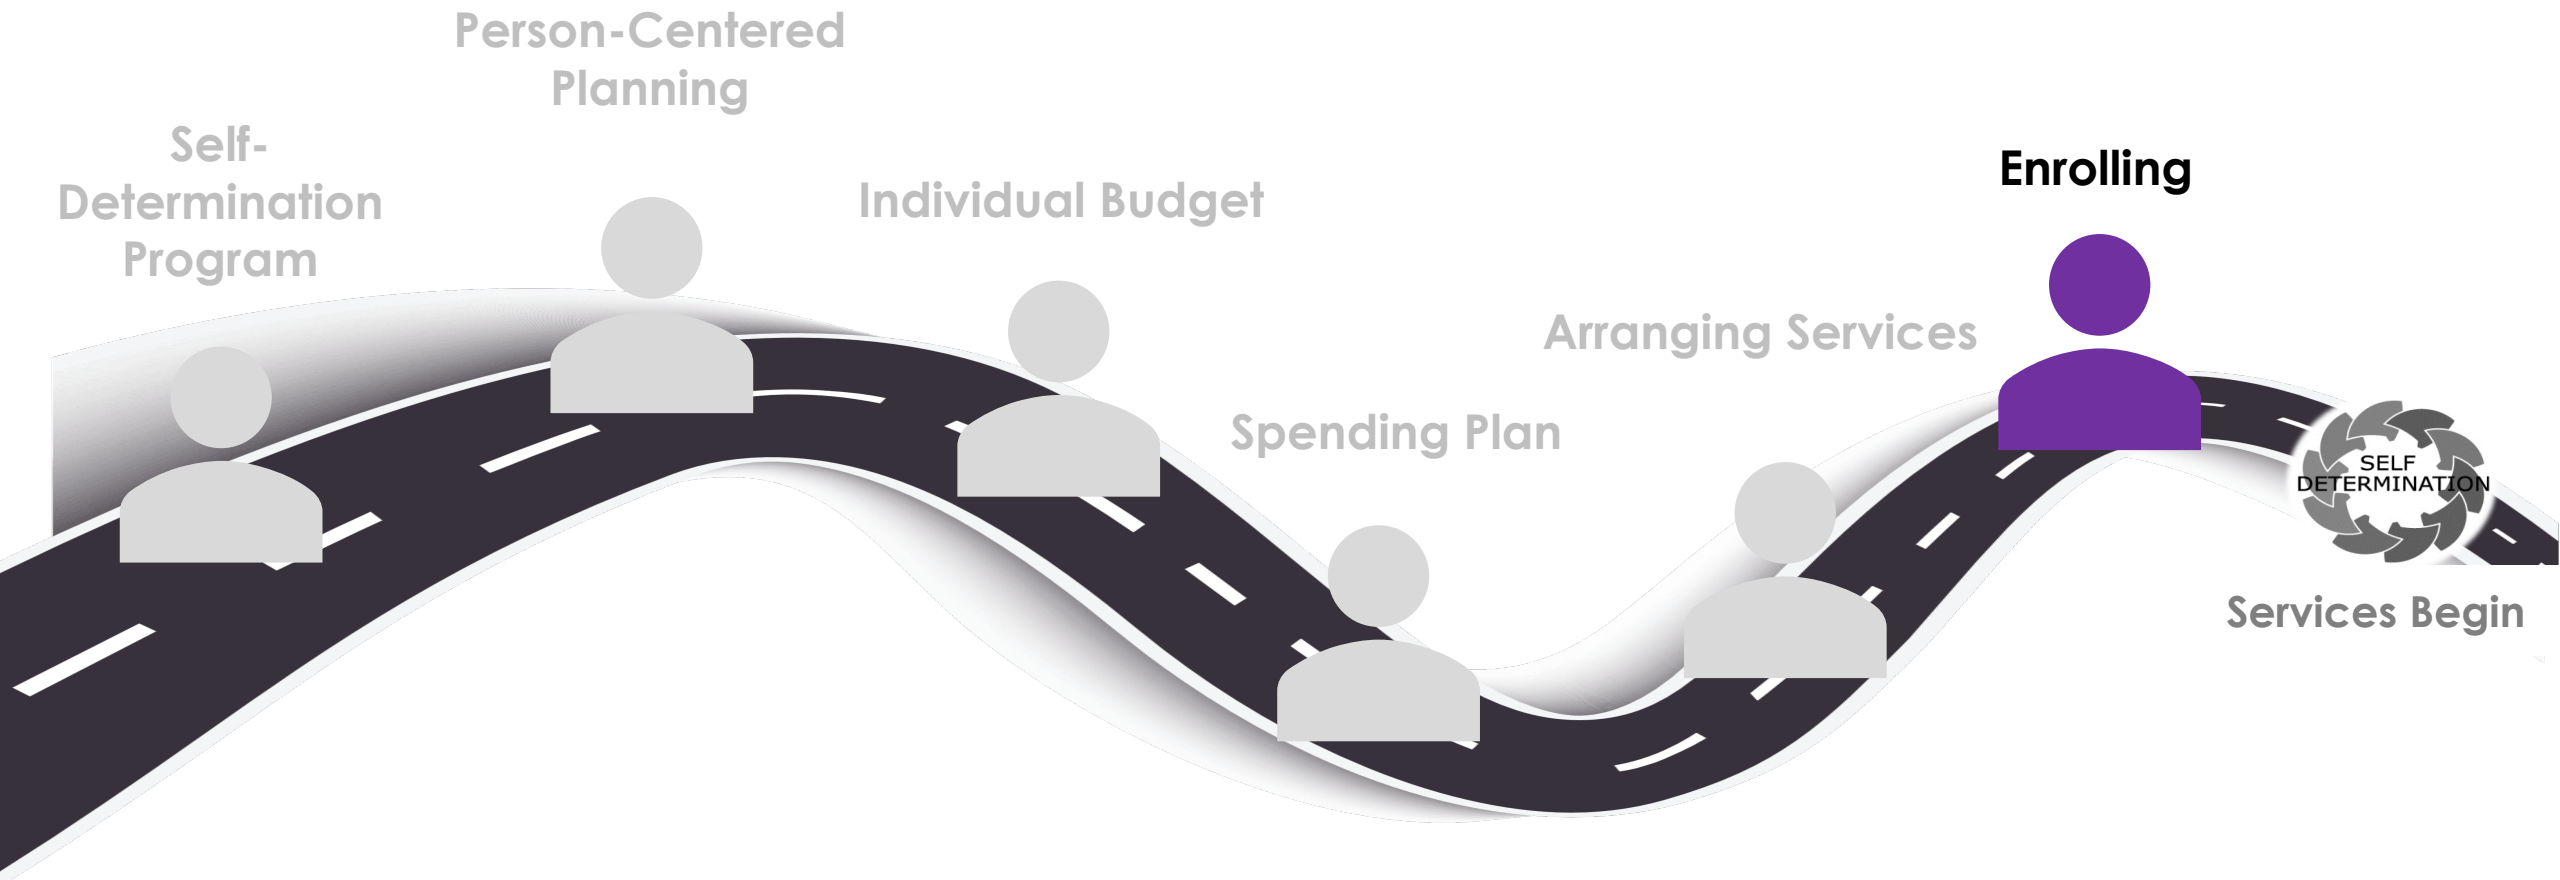 Person-Centered
Planning
Self-
Determination
Program
Individual Budget
Enrolling
Arranging Services
Spending Plan
SELF
DETERMINATION
Services Begin